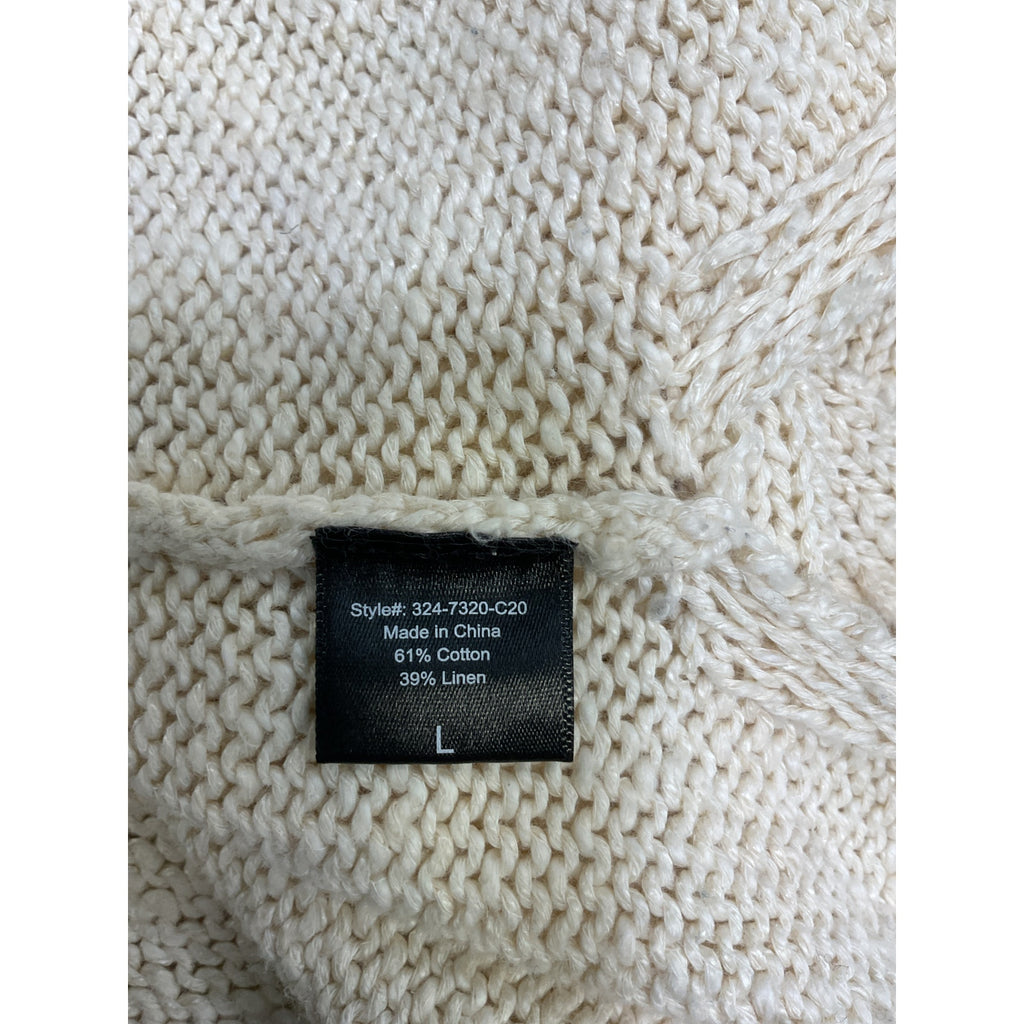 Style#: 324-7320-C20
Made in China
61% Cotton
39% Linen
L